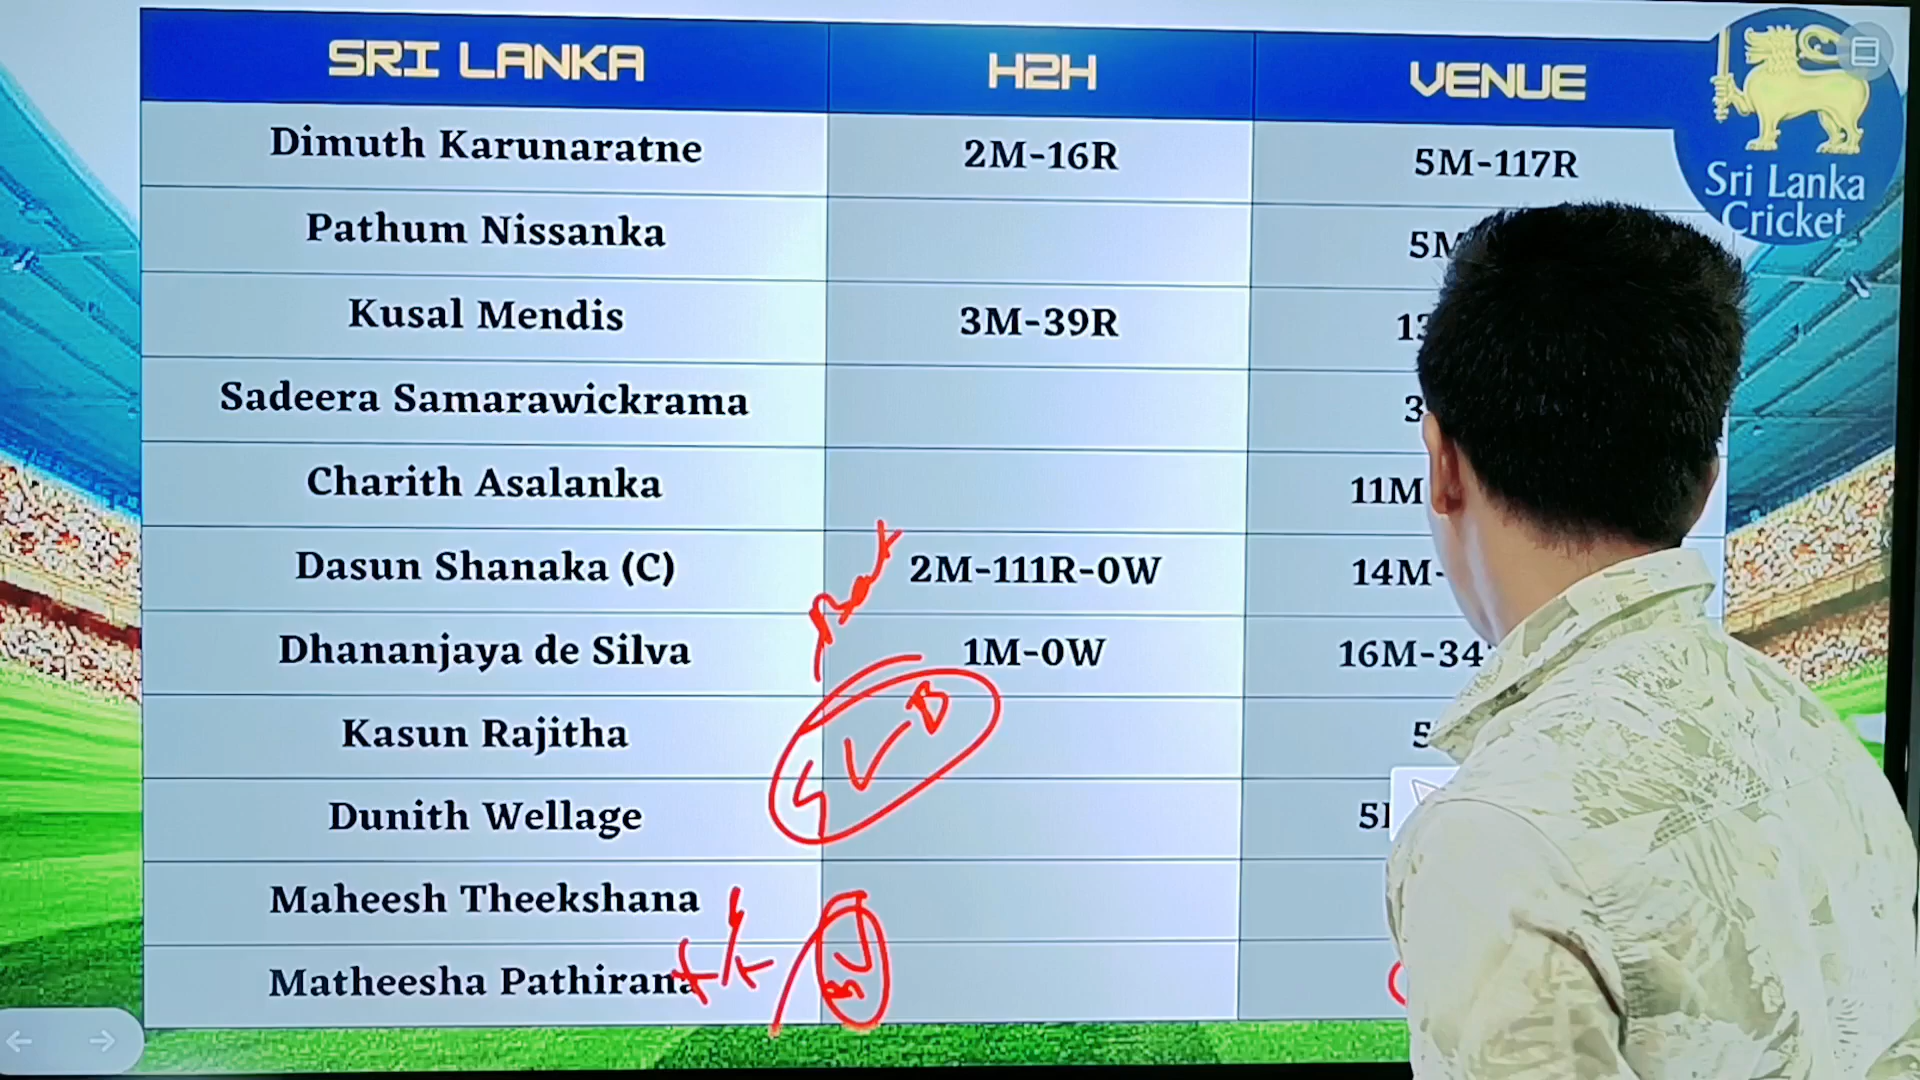 SRI LANKA H2H VENUE
Dimuth Karunaratne 2M-16R 5M-117R
Sri Lanka
Cricket
Pathum Nissanka
Kusal Mendis 3M-39R
Sadeera Samarawickrama
Charith Asalanka 11M
Dasun Shanaka (C) 2M-111R-0W 14M-
Dhananjaya de Silva 1M-0W 16M-34
Kasun Rajitha
Dunith Wellage
Maheesh Theekshana
Matheesha Pathirana